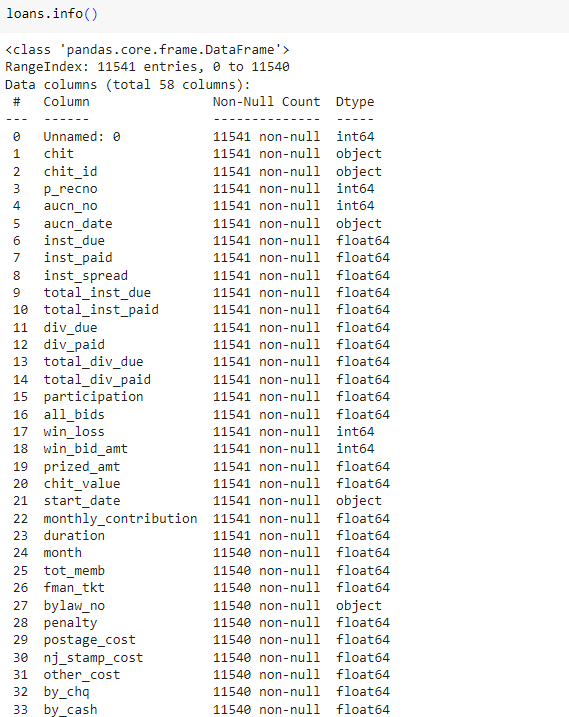 loans.info()
<class 'pandas.core.frame.DataFrame'>
RangeIndex: 11541 entries, 0 to 11540
Data columns (total 58 columns):
 #   Column                Non-Null Count  Dtype
---  ------                --------------  -----
 0   Unnamed: 0            11541 non-null  int64
 1   chit                  11541 non-null  object
 2   chit_id               11541 non-null  object
 3   p_recno               11541 non-null  int64
 4   aucn_no               11541 non-null  int64
 5   aucn_date             11541 non-null  object
 6   inst_due              11541 non-null  float64
 7   inst_paid             11541 non-null  float64
 8   inst_spread           11541 non-null  float64
 9   total_inst_due        11541 non-null  float64
 10  total_inst_paid       11541 non-null  float64
 11  div_due               11541 non-null  float64
 12  div_paid              11541 non-null  float64
 13  total_div_due         11541 non-null  float64
 14  total_div_paid        11541 non-null  float64
 15  participation         11541 non-null  float64
 16  all_bids              11541 non-null  float64
 17  win_loss              11541 non-null  int64
 18  win_bid_amt           11541 non-null  int64
 19  prized_amt            11541 non-null  float64
 20  chit_value            11541 non-null  float64
 21  start_date            11541 non-null  object
 22  monthly_contribution  11541 non-null  float64
 23  duration              11541 non-null  float64
 24  month                 11540 non-null  float64
 25  tot_memb              11540 non-null  float64
 26  fman_tkt              11540 non-null  float64
 27  bylaw_no              11540 non-null  object
 28  penalty               11540 non-null  float64
 29  postage_cost          11540 non-null  float64
 30  nj_stamp_cost         11540 non-null  float64
 31  other_cost            11540 non-null  float64
 32  by_chq                11540 non-null  float64
 33  by_cash               11540 non-null  float64